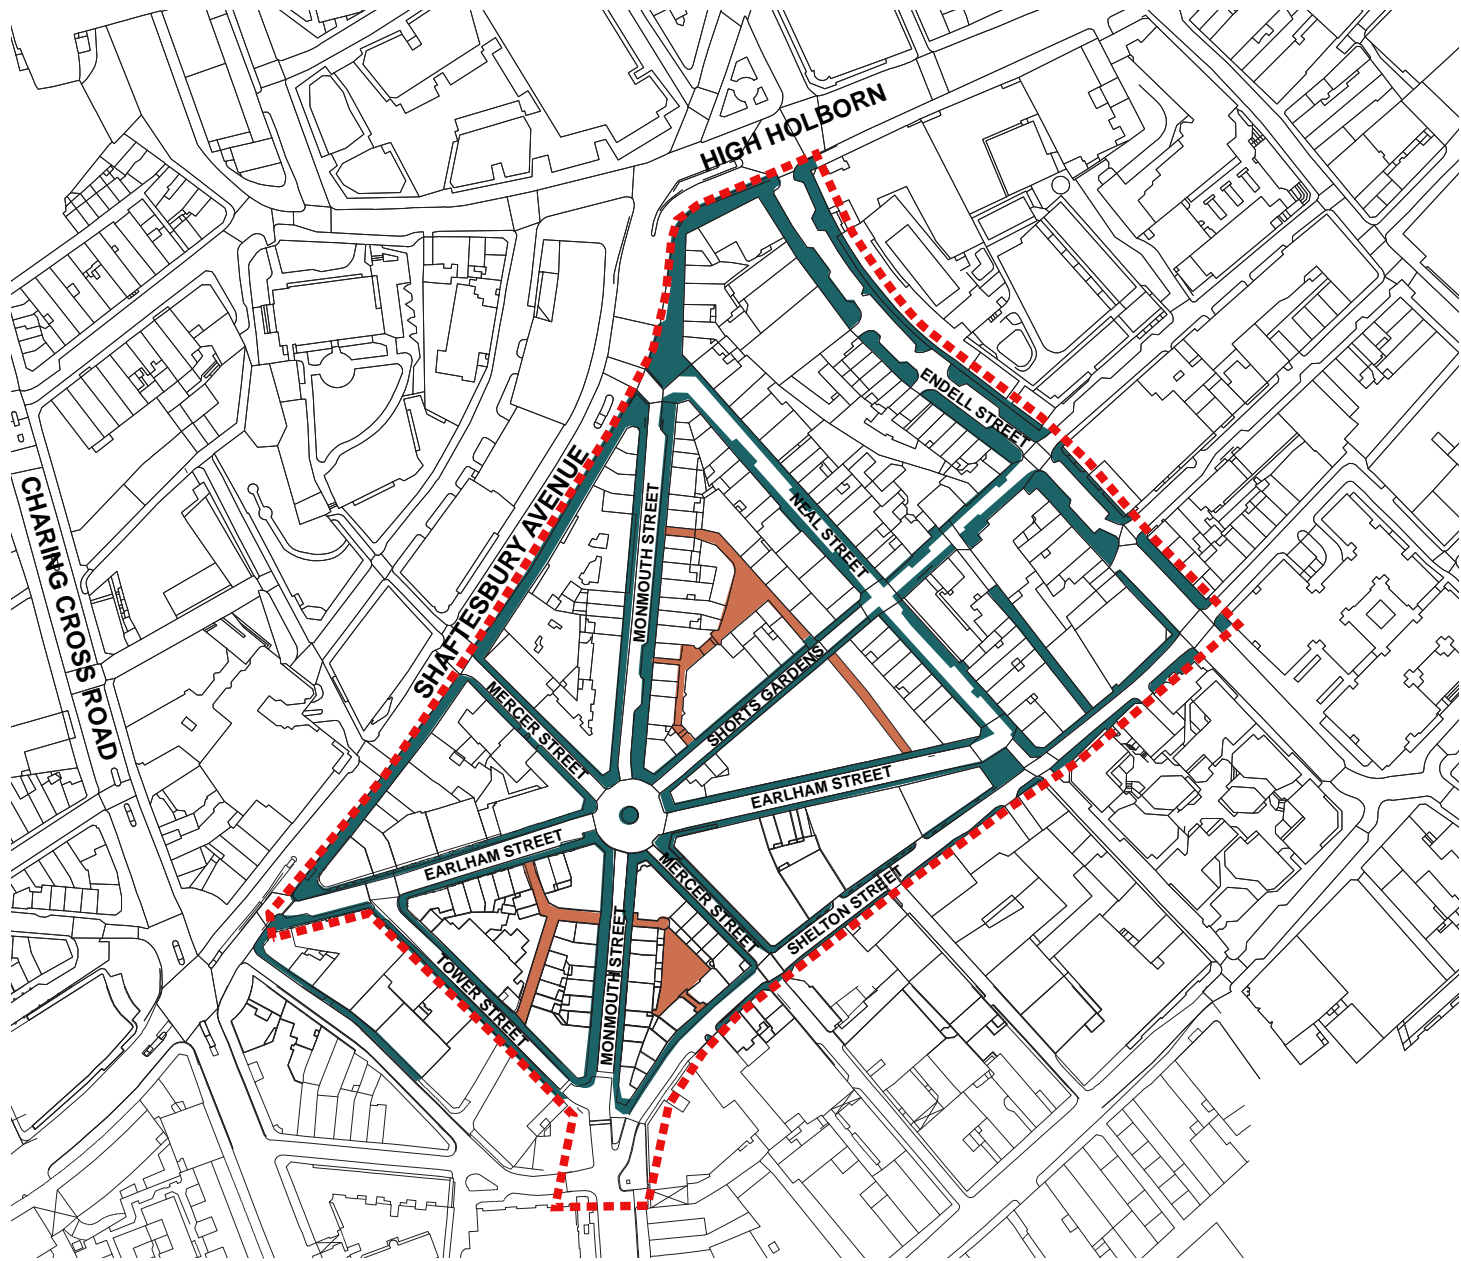 HIGH HOLBORN
ENDELL STREET
SHAFTESBURY AVENUE
CHARING CROSS ROAD
MONMOUTH STREET
NEAL STREET
SHORTS GARDENS
MERCER STREET
EARLHAM STREET
EARLHAM STREET
MERCER STREET
SHELTON STREET
TOWER STREET
MONMOUTH STREET